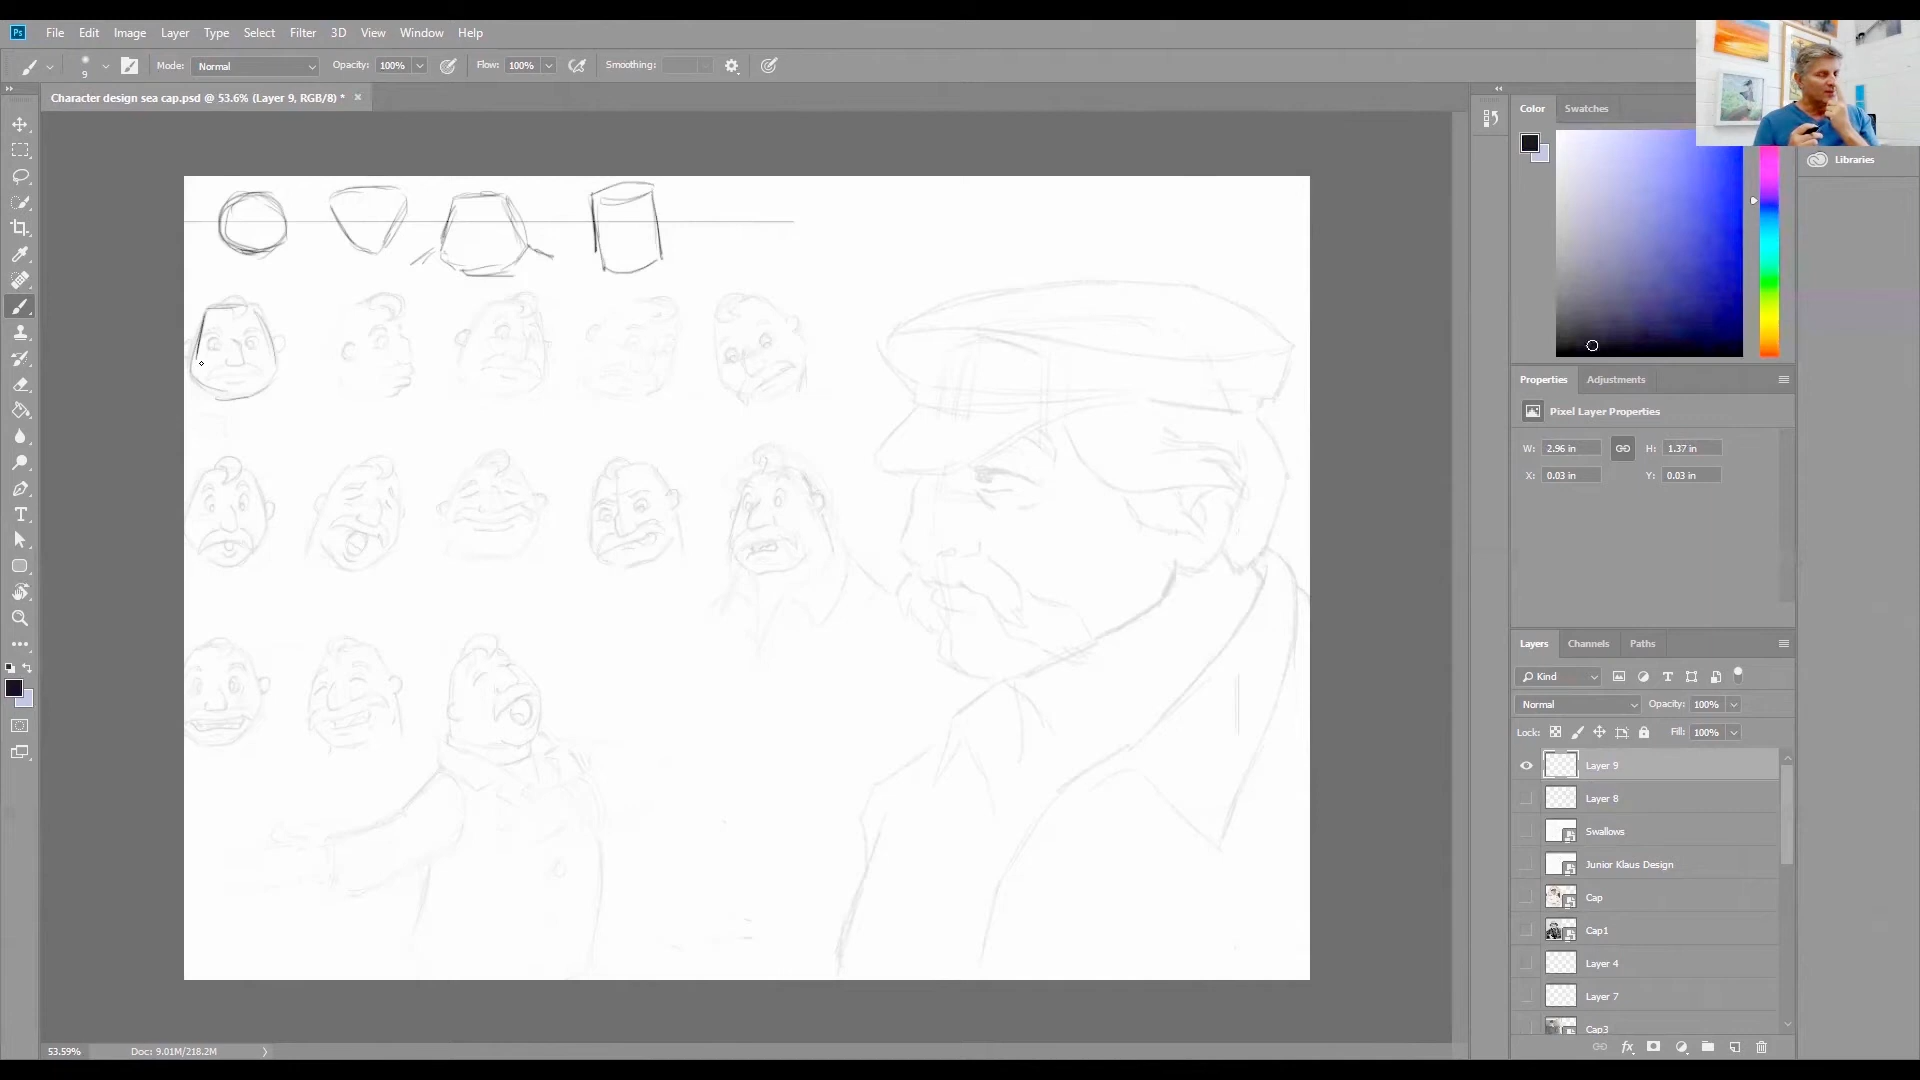 Ps File Edit Image Layer Type Select Filter 3D View Window Help
9 Mode: Normal Opacity: 100% Flow: 100% Smoothing:
Character design sea cap.psd @ 53.6% (Layer 9, RGB/8) * ×
Color Swatches
Libraries
Properties Adjustments
Pixel Layer Properties
W: 2.96 in H: 1.37 in
X: 0.03 in Y: 0.03 in
Layers Channels Paths
Kind
Normal Opacity: 100%
Lock: Fill: 100%
Layer 9
Layer 8
Swallows
Junior Klaus Design
Cap
Cap1
Layer 4
Layer 7
Cap3
53.59% Doc: 9.01M/218.2M